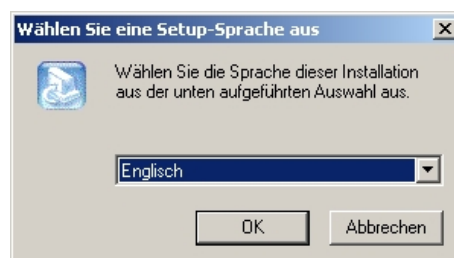 Wählen Sie eine Setup-Sprache aus
Wählen Sie die Sprache dieser Installation
aus der unten aufgeführten Auswahl aus.
Englisch
OK
Abbrechen